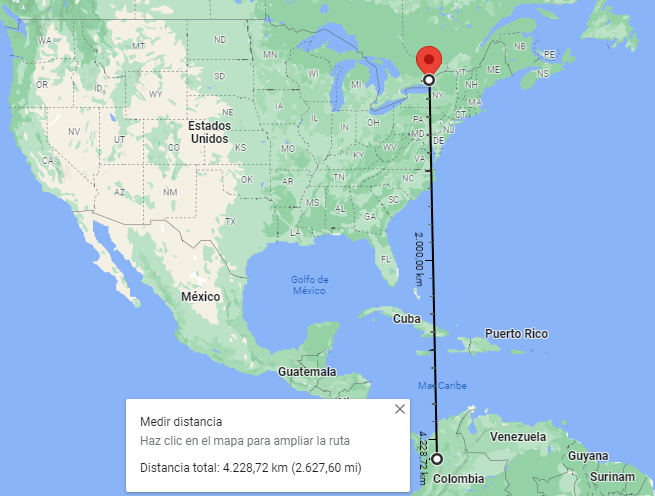 WA
MT
ND
OR
ID
SD
MN
WI
MI
VT
NB
PE
ME
NS
WY
NE
IA
NY
NH
MA
Estados
Unidos
NV
UT
CO
KS
IL
IN
OH
PA
CT
NJ
MD
DE
CA
MO
KY
WV
VA
AZ
NM
OK
AR
TN
NC
MS
AL
GA
SC
TX
LA
FL
2.000,00 km
Golfo de
México
México
Cuba
Puerto Rico
Guatemala
Mar Caribe
4.228,72 km
Venezuela
Guyana
Surinam
Colombia
Medir distancia
Haz clic en el mapa para ampliar la ruta
Distancia total: 4.228,72 km (2.627,60 mi)